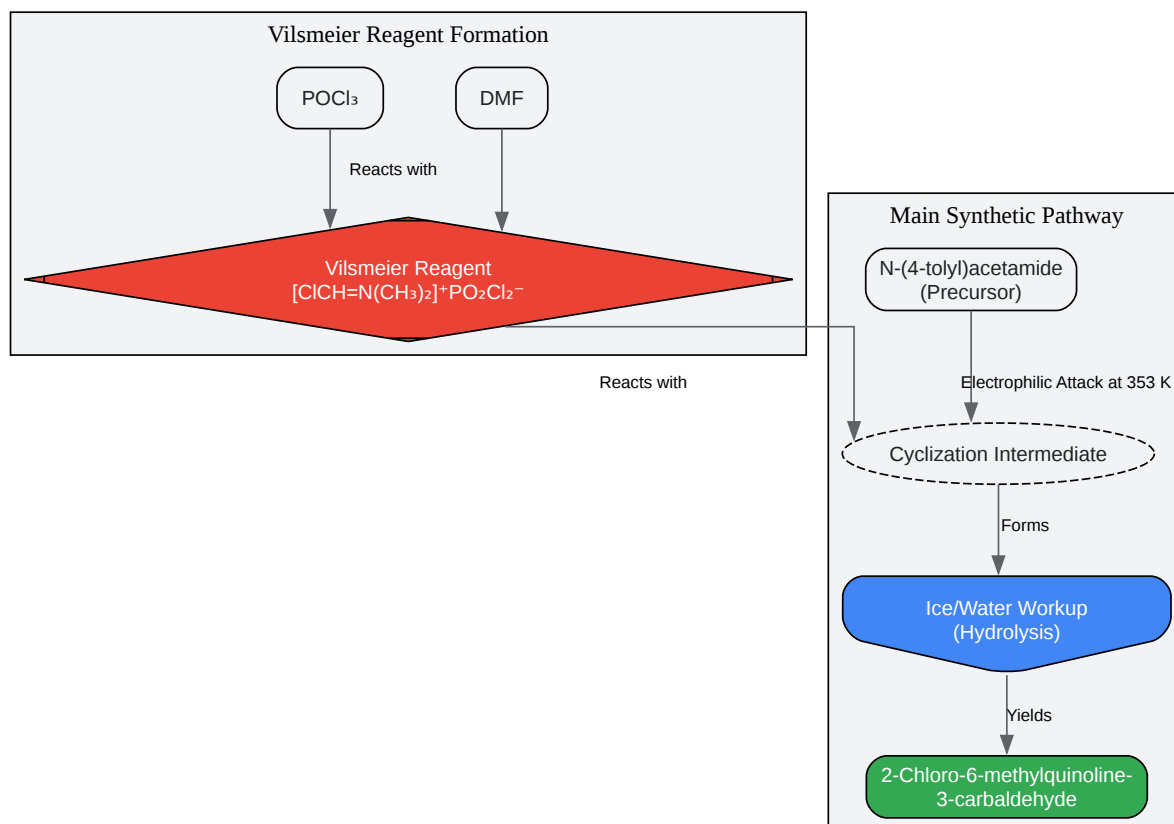 Vilsmeier Reagent Formation
POCl₃
DMF
Reacts with
Vilsmeier Reagent
[ClCH=N(CH₃)₂]⁺PO₂Cl₂⁻
Reacts with
Main Synthetic Pathway
N-(4-tolyl)acetamide
(Precursor)
Electrophilic Attack at 353 K
Cyclization Intermediate
Forms
Ice/Water Workup
(Hydrolysis)
Yields
2-Chloro-6-methylquinoline-
3-carbaldehyde